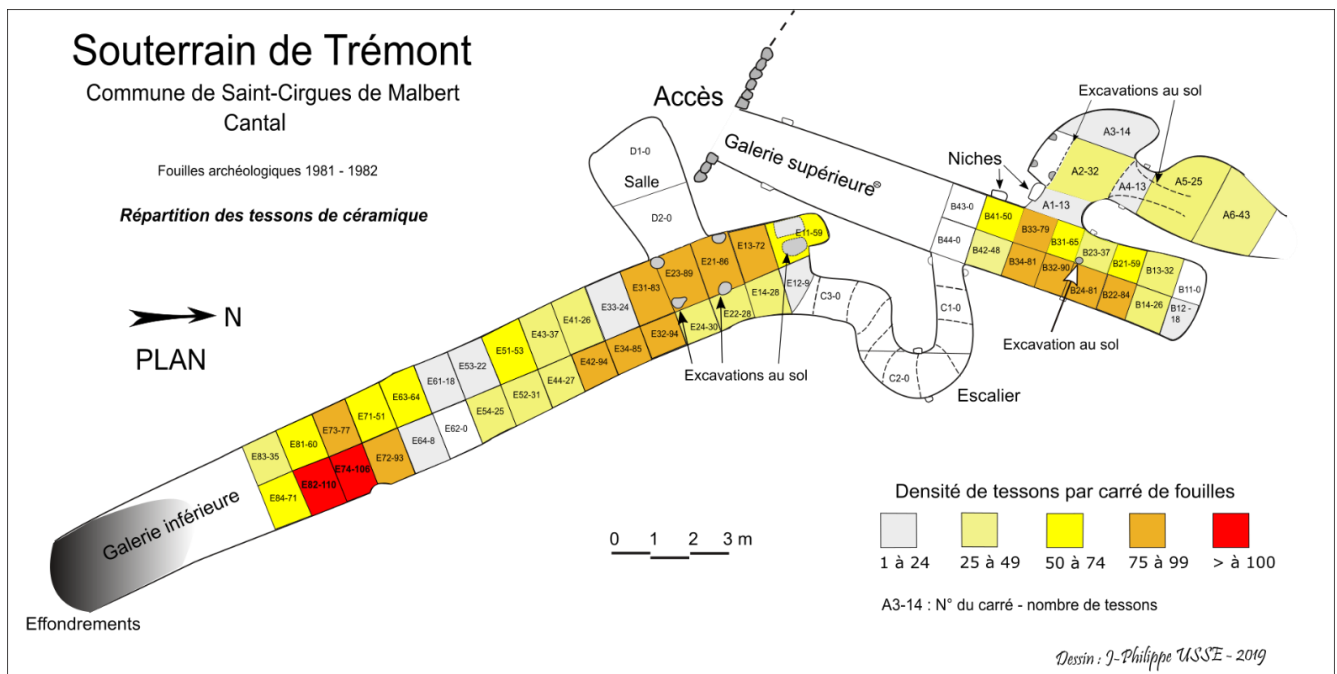 Souterrain de Trémont
Commune de Saint-Cirgues de Malbert
Cantal
Fouilles archéologiques 1981 - 1982
Répartition des tessons de céramique
N
PLAN
Accès
Galerie supérieure
Niches
Excavations au sol
D1-0
Salle
D2-0
A3-14
A2-32
A4-13
A5-25
A6-43
A1-13
B43-0
B41-50
B33-79
B31-65
B23-37
B21-59
B13-32
B11-0
B44-0
B42-48
B34-81
B32-90
B24-81
B22-84
B14-26
B12 -
18
Excavation au sol
E11-59
E13-72
E21-86
E23-89
E31-83
E33-24
E41-26
E43-37
E51-53
E53-22
E61-18
E63-64
E71-51
E73-77
E81-60
E83-35
E12-9
E14-28
E22-28
E24-30
E32-94
E34-85
E42-94
E44-27
E52-31
E54-25
E62-0
E64-8
E72-93
E74-106
E82-110
E84-71
C3-0
C1-0
C2-0
Escalier
Excavations au sol
Galerie inférieure
Effondrements
0 1 2 3 m
Densité de tessons par carré de fouilles
1 à 24 25 à 49 50 à 74 75 à 99 > à 100
A3-14 : N° du carré - nombre de tessons
Dessin : J-Philippe USSE - 2019